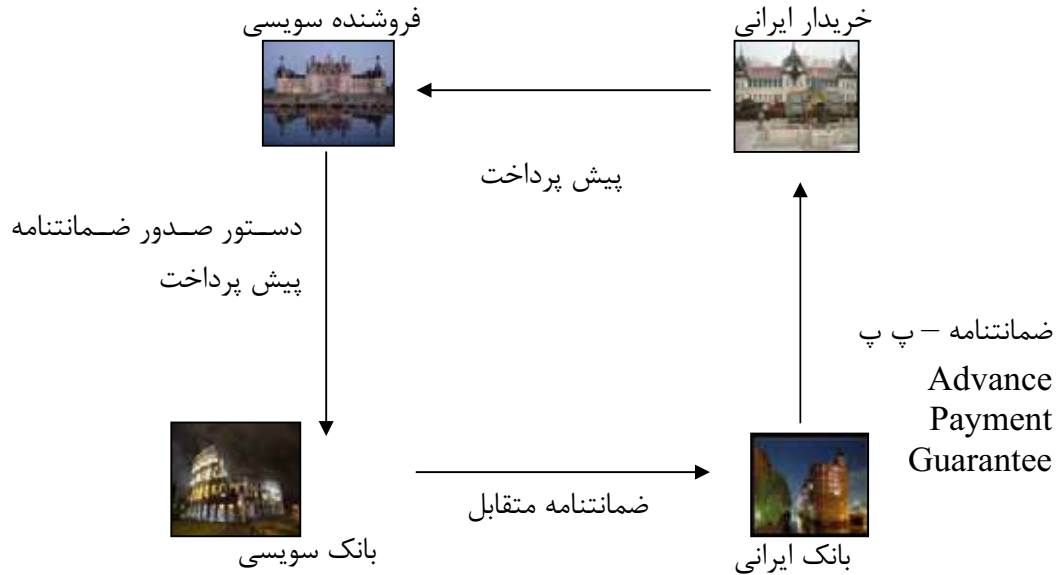 خریدار ایرانی
فروشنده سویسی
پیش پرداخت
دستور صدور ضمانتنامه
پیش پرداخت
ضمانتنامه – پ پ
Advance
Payment
Guarantee
ضمانتنامه متقابل
بانک سویسی
بانک ایرانی